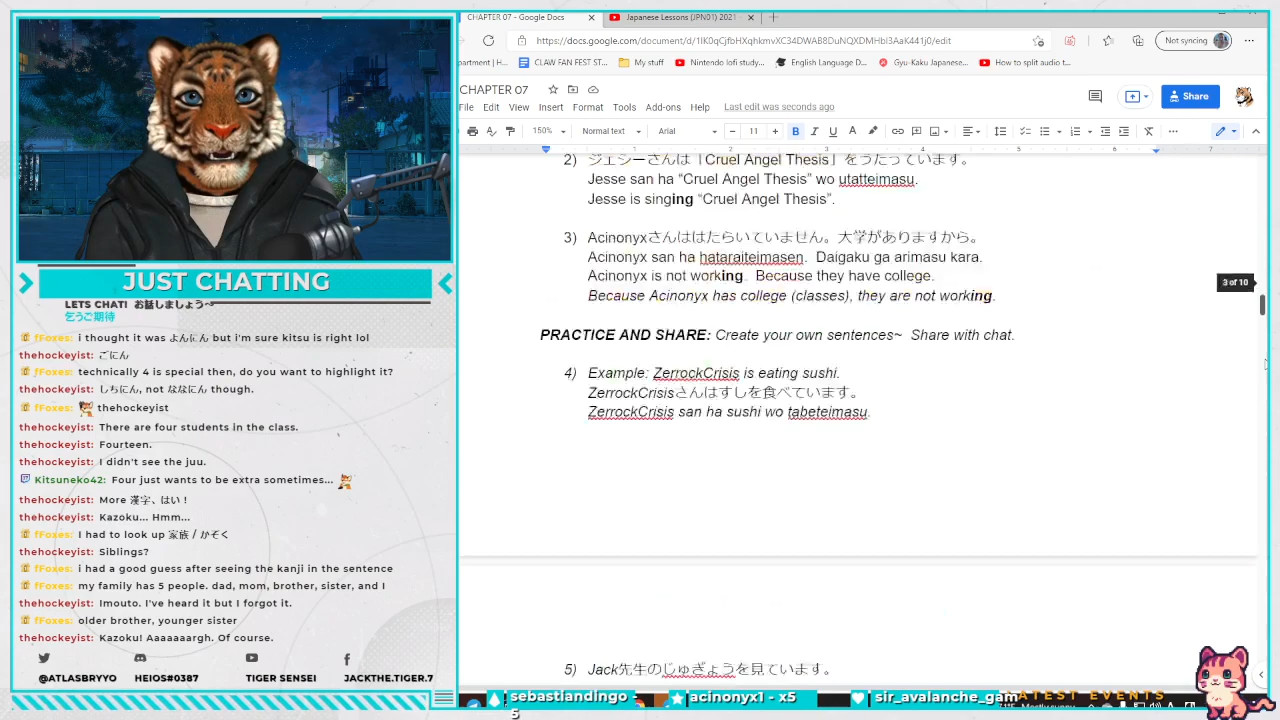 CHAPTER 07 - Google Docs
Japanese Lessons (JPN01) 2021
https://docs.google.com/document/d/1IK0qCjfbHXqhkmvXC34DWAB8DuNQXDMHbi3AaK441j0/edit
Not syncing
partment | H...
CLAW FAN FEST ST...
My stuff
Nintendo lofi study...
English Language D...
Gyu-Kaku Japanese...
How to split audio t...
CHAPTER 07
Share
File Edit View Insert Format Tools Add-ons Help Last edit was seconds ago
150% Normal text Arial 11 B I U A
2) ジェシーさんは「Cruel Angel Thesis」をうたっています。
Jesse san ha “Cruel Angel Thesis” wo utatteimasu.
Jesse is singing “Cruel Angel Thesis”.
3) Acinonyxさんははたらいていません。大学がありますから。
Acinonyx san ha hataraiteimasen. Daigaku ga arimasu kara.
Acinonyx is not working. Because they have college.
Because Acinonyx has college (classes), they are not working.
3 of 10
PRACTICE AND SHARE: Create your own sentences~ Share with chat.
4) Example: ZerrockCrisis is eating sushi.
ZerrockCrisisさんはすしを食べています。
ZerrockCrisis san ha sushi wo tabeteimasu.
5) Jack先生のじゅぎょうを見ています。
JUST CHATTING
LETS CHAT! お話しましょう~
乞うご期待
fFoxes: i thought it was よんにん but i'm sure kitsu is right lol
thehockeyist: ごにん
fFoxes: technically 4 is special then, do you want to highlight it?
thehockeyist: しちにん, not ななにん though.
fFoxes: thehockeyist
thehockeyist: There are four students in the class.
thehockeyist: Fourteen.
thehockeyist: I didn't see the juu.
Kitsuneko42: Four just wants to be extra sometimes...
thehockeyist: More 漢字、はい！
thehockeyist: Kazoku... Hmm...
fFoxes: I had to look up 家族 / かぞく
thehockeyist: Siblings?
fFoxes: i had a good guess after seeing the kanji in the sentence
fFoxes: my family has 5 people. dad, mom, brother, sister, and I
thehockeyist: Imouto. I've heard it but I forgot it.
fFoxes: older brother, younger sister
thehockeyist: Kazoku! Aaaaaaargh. Of course.
@ATLASBRYYO HEIOS#0387 TIGER SENSEI JACKTHE.TIGER.7
sebastiandingo - 5
adnonyx1 - x5
sir_avalanche_gam
LATEST EVENT